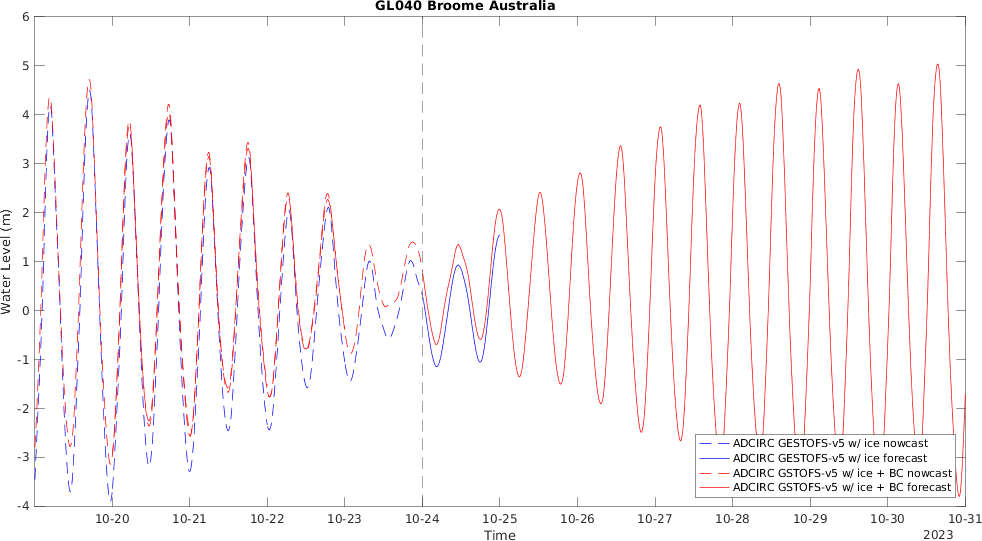 GL040 Broome Australia
6
5
4
3
2
1
0
-1
-2
-3
-4
Water Level (m)
ADCIRC GESTOFS-v5 w/ ice nowcast
ADCIRC GESTOFS-v5 w/ ice forecast
ADCIRC GSTOFS-v5 w/ ice + BC nowcast
ADCIRC GSTOFS-v5 w/ ice + BC forecast
10-20 10-21 10-22 10-23 10-24 10-25 10-26 10-27 10-28 10-29 10-30 10-31
Time
2023